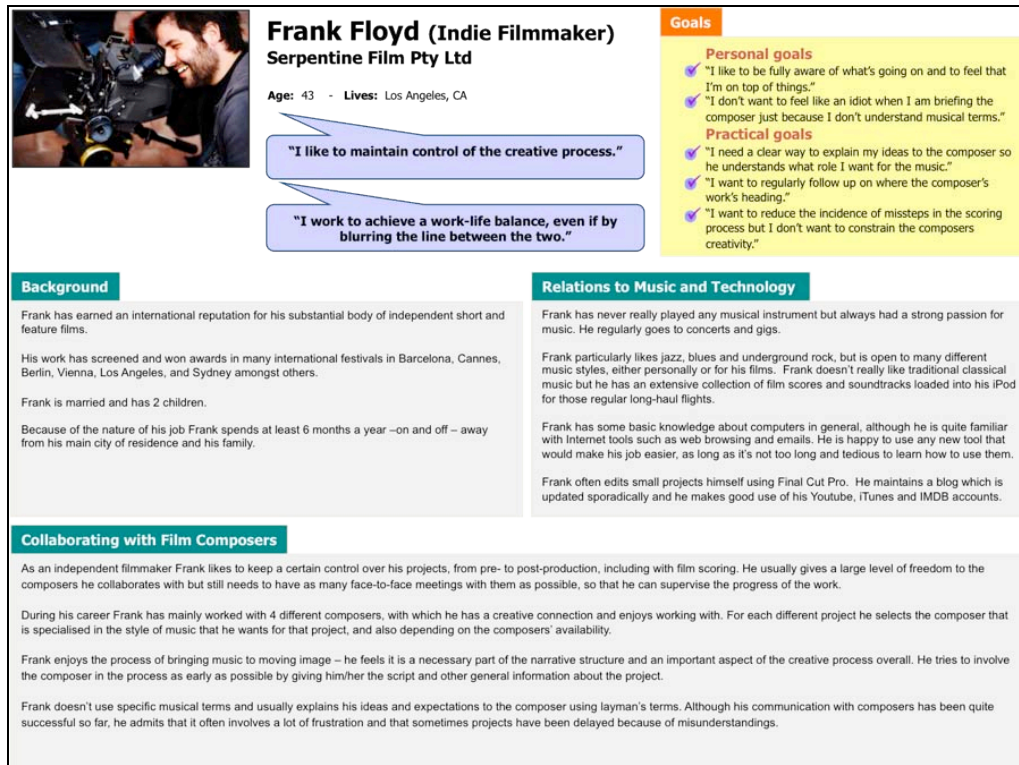 Frank Floyd (Indie Filmmaker)
Serpentine Film Pty Ltd
Age: 43 - Lives: Los Angeles, CA
"I like to maintain control of the creative process."
"I work to achieve a work-life balance, even if by
blurring the line between the two."
Goals
Personal goals
"I like to be fully aware of what's going on and to feel that
I'm on top of things."
"I don't want to feel like an idiot when I am briefing the
composer just because I don't understand musical terms."
Practical goals
"I need a clear way to explain my ideas to the composer so
he understands what role I want for the music."
"I want to regularly follow up on where the composer's
work's heading."
"I want to reduce the incidence of missteps in the scoring
process but I don't want to constrain the composers
creativity."
Background
Frank has earned an international reputation for his substantial body of independent short and
feature films.
His work has screened and won awards in many international festivals in Barcelona, Cannes,
Berlin, Vienna, Los Angeles, and Sydney amongst others.
Frank is married and has 2 children.
Because of the nature of his job Frank spends at least 6 months a year –on and off – away
from his main city of residence and his family.
Relations to Music and Technology
Frank has never really played any musical instrument but always had a strong passion for
music. He regularly goes to concerts and gigs.
Frank particularly likes jazz, blues and underground rock, but is open to many different
music styles, either personally or for his films. Frank doesn't really like traditional classical
music but he has an extensive collection of film scores and soundtracks loaded into his iPod
for those regular long-haul flights.
Frank has some basic knowledge about computers in general, although he is quite familiar
with Internet tools such as web browsing and emails. He is happy to use any new tool that
would make his job easier, as long as it's not too long and tedious to learn how to use them.
Frank often edits small projects himself using Final Cut Pro. He maintains a blog which is
updated sporadically and he makes good use of his Youtube, iTunes and IMDB accounts.
Collaborating with Film Composers
As an independent filmmaker Frank likes to keep a certain control over his projects, from pre- to post-production, including with film scoring. He usually gives a large level of freedom to the
composers he collaborates with but still needs to have as many face-to-face meetings with them as possible, so that he can supervise the progress of the work.
During his career Frank has mainly worked with 4 different composers, with which he has a creative connection and enjoys working with. For each different project he selects the composer that
is specialised in the style of music that he wants for that project, and also depending on the composers' availability.
Frank enjoys the process of bringing music to moving image – he feels it is a necessary part of the narrative structure and an important aspect of the creative process overall. He tries to involve
the composer in the process as early as possible by giving him/her the script and other general information about the project.
Frank doesn't use specific musical terms and usually explains his ideas and expectations to the composer using layman's terms. Although his communication with composers has been quite
successful so far, he admits that it often involves a lot of frustration and that sometimes projects have been delayed because of misunderstandings.